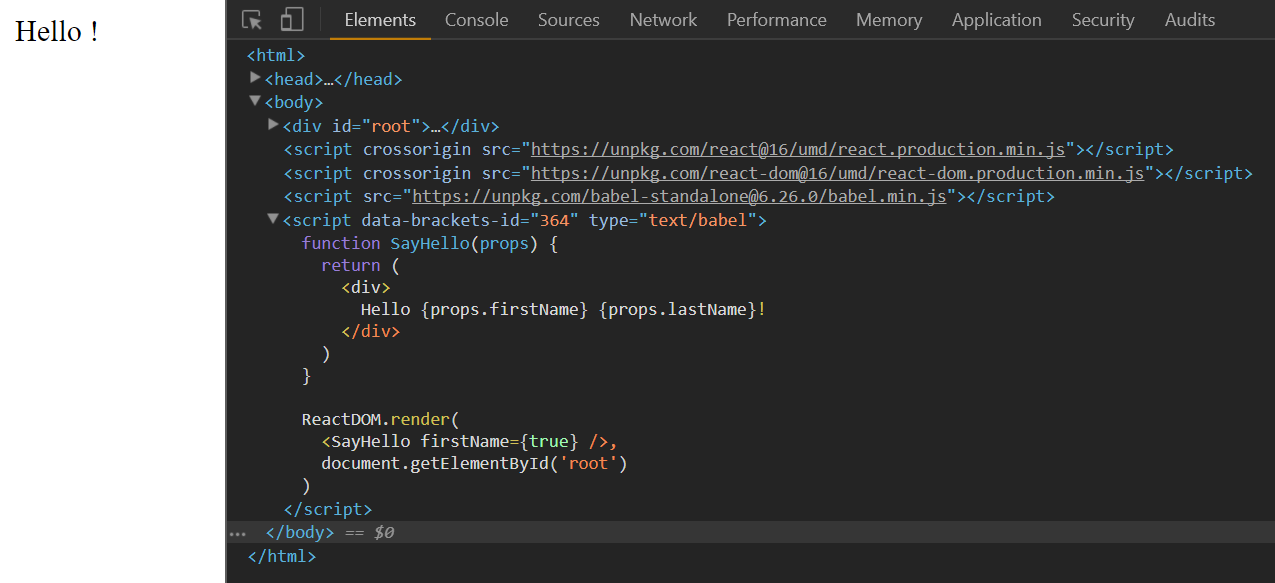 Hello !
Elements Console Sources Network Performance Memory Application Security Audits
<html>
<head>…</head>
<body>
<div id="root">…</div>
<script crossorigin src="https://unpkg.com/react@16/umd/react.production.min.js"></script>
<script crossorigin src="https://unpkg.com/react-dom@16/umd/react-dom.production.min.js"></script>
<script src="https://unpkg.com/babel-standalone@6.26.0/babel.min.js"></script>
<script data-brackets-id="364" type="text/babel">
function SayHello(props) {
return (
<div>
Hello {props.firstName} {props.lastName}!
</div>
)
}
ReactDOM.render(
<SayHello firstName={true} />,
document.getElementById('root')
)
</script>
</body> == $0
</html>